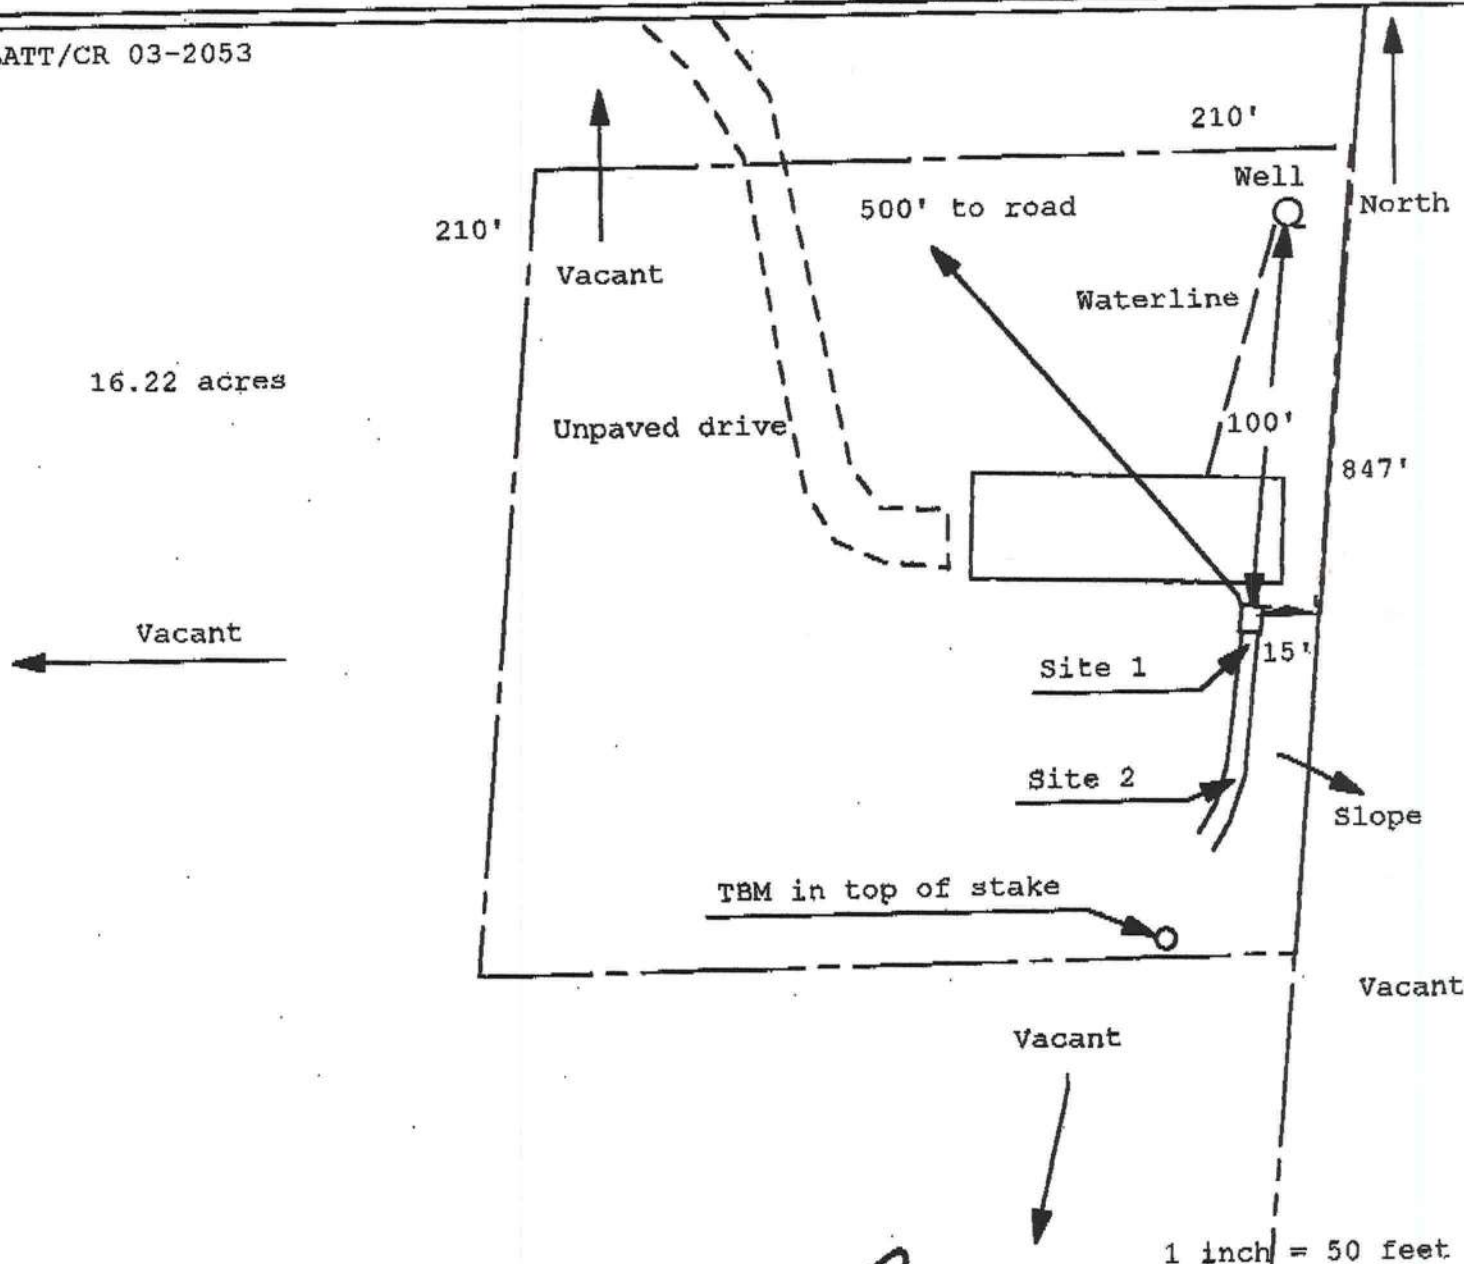 ATT/CR 03-2053
210'
Well
North
500' to road
210'
Vacant
Waterline
16.22 acres
Unpaved drive
100'
847'
Vacant
15'
Site 1
Site 2
Slope
TBM in top of stake
Vacant
Vacant
1 inch = 50 feet